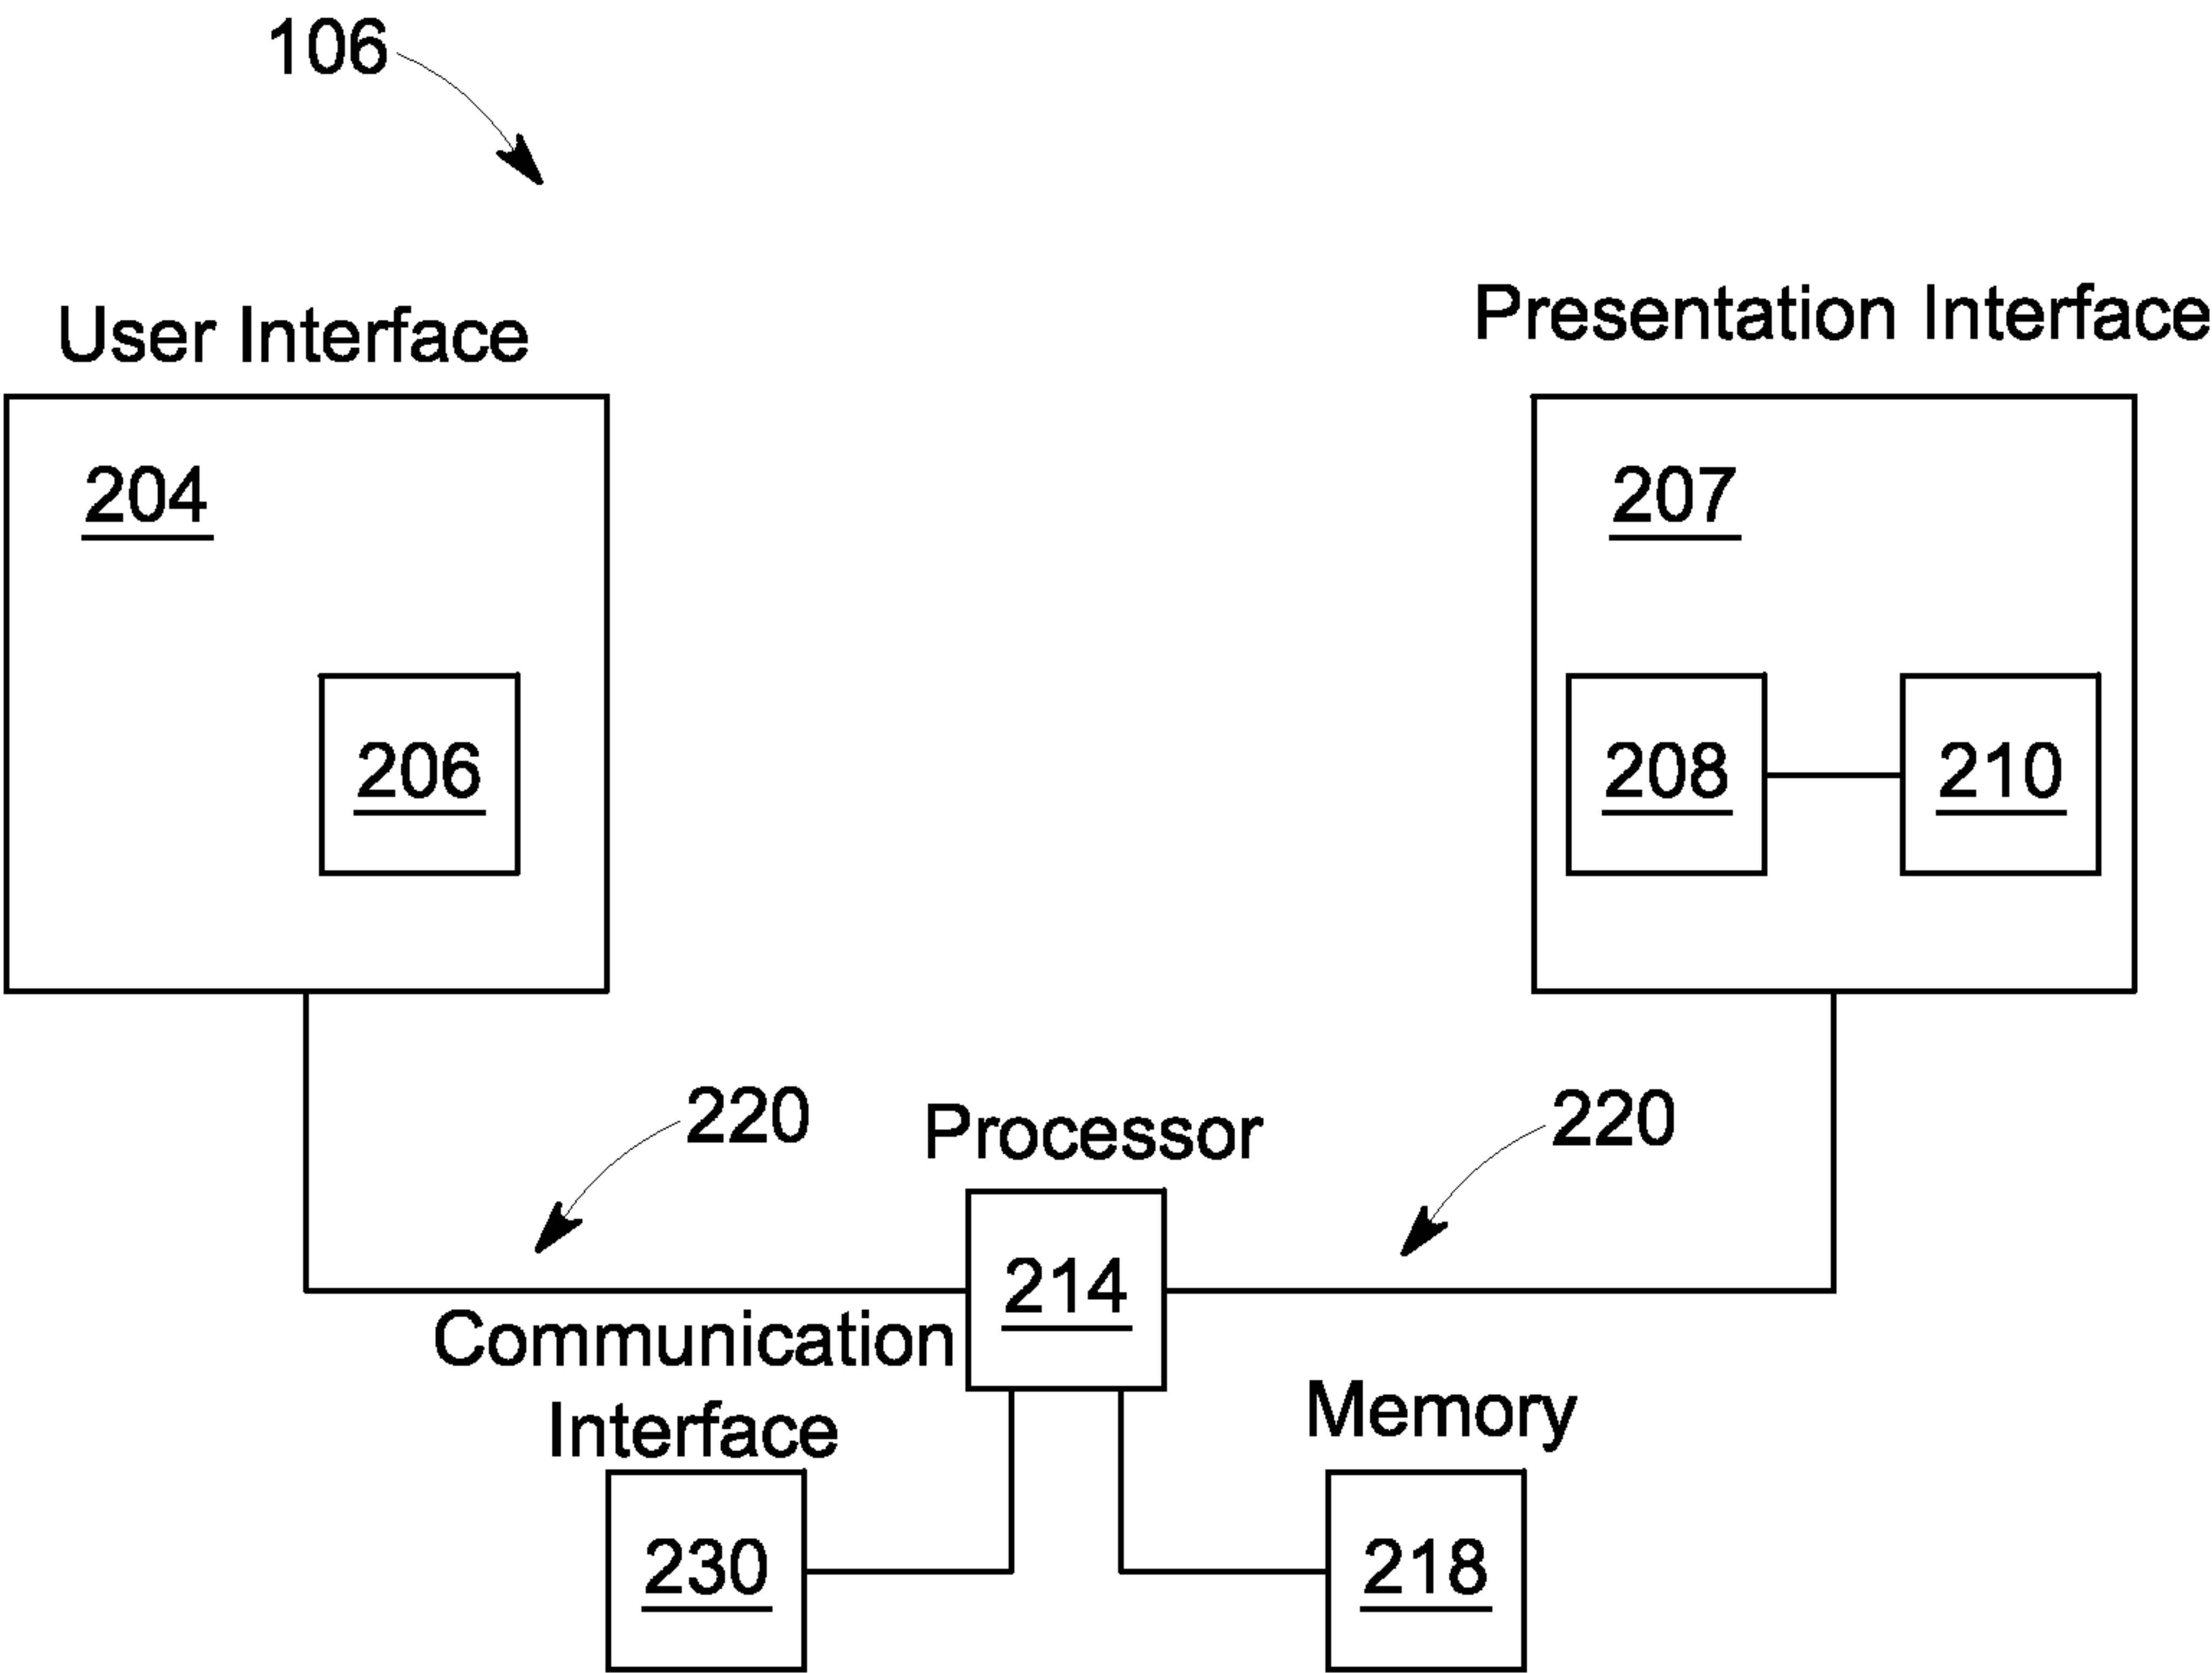 106
User Interface
Presentation Interface
204
207
206
208
210
220
220
Processor
214
Communication
Interface
Memory
230
218